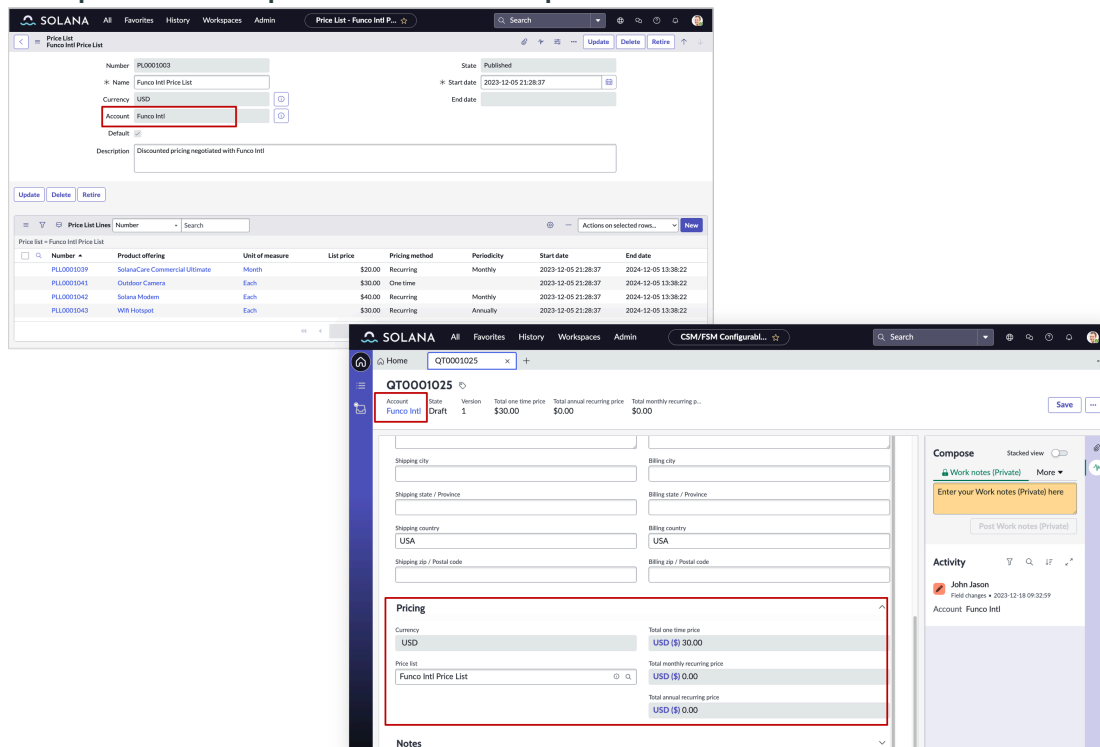 SOLANA All Favorites History Workspaces Admin Price List - Funco Intl P... Search
Price List
Funco Intl Price List
Update Delete Retire
Number PL0001003 State Published
Name Funco Intl Price List Start date 2023-12-05 21:28:37
Currency USD End date
Account Funco Intl
Default
Description Discounted pricing negotiated with Funco Intl
Update Delete Retire
Price List Lines Number Search Actions on selected rows... New
Price list = Funco Intl Price List
Number Product offering Unit of measure List price Pricing method Periodicity Start date End date
PLL0001039 SolanaCare Commercial Ultimate Month $20.00 Recurring Monthly 2023-12-05 21:28:37 2024-12-05 13:38:22
PLL0001041 Outdoor Camera Each $30.00 One time 2023-12-05 21:28:37 2024-12-05 13:38:22
PLL0001042 Solana Modem Each $40.00 Recurring Monthly 2023-12-05 21:28:37 2024-12-05 13:38:22
PLL0001043 Wifi Hotspot Each $30.00 Recurring Annually 2023-12-05 21:28:37 2024-12-05 13:38:22
SOLANA All Favorites History Workspaces Admin CSM/FSM Configurabl... Search
Home QT0001025
QT0001025
Account State Version Total one time price Total annual recurring price Total monthly recurring p...
Funco Intl Draft 1 $30.00 $0.00 $0.00
Save
Shipping city Billing city
Shipping state / Province Billing state / Province
Shipping country Billing country
USA USA
Shipping zip / Postal code Billing zip / Postal code
Pricing
Currency Total one time price
USD USD ($) 30.00
Price list Total monthly recurring price
Funco Intl Price List USD ($) 0.00
Total annual recurring price
USD ($) 0.00
Notes
Compose Stacked view
Work notes (Private) More
Enter your Work notes (Private) here
Post Work notes (Private)
Activity
John Jason
Field changes • 2023-12-18 09:32:59
Account Funco Intl